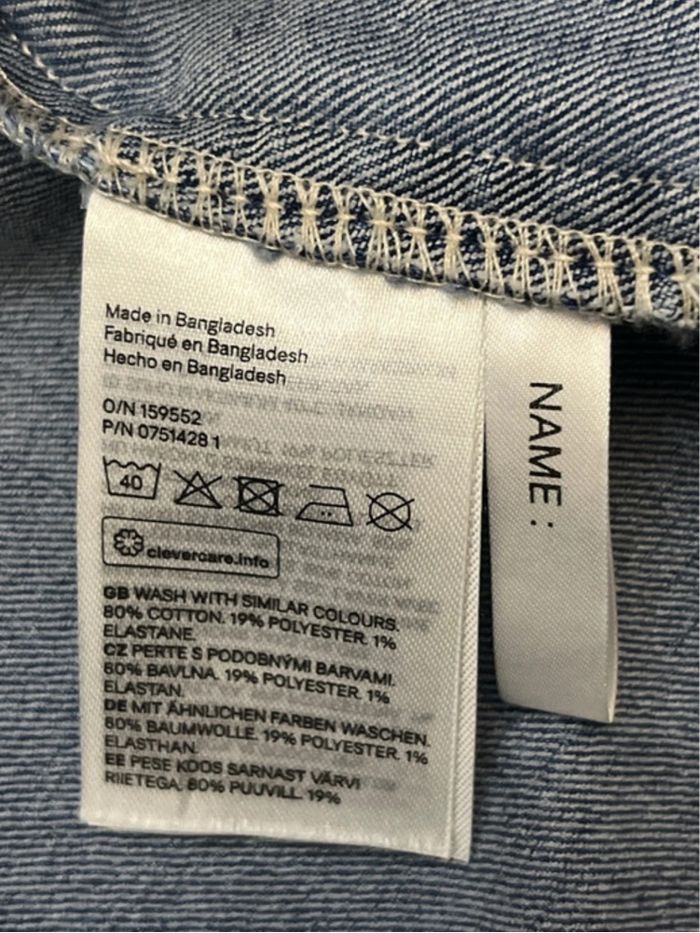 Made in Bangladesh
Fabriqué en Bangladesh
Hecho en Bangladesh
O/N 159552
P/N 0751428 1
40
clevercare.info
GB WASH WITH SIMILAR COLOURS.
80% COTTON. 19% POLYESTER. 1%
ELASTANE.
CZ PERTE S PODOBNÝMI BARVAMI.
80% BAVLNA. 19% POLYESTER. 1%
ELASTAN.
DE MIT ÄHNLICHEN FARBEN WASCHEN.
80% BAUMWOLLE. 19% POLYESTER. 1%
ELASTHAN.
EE PESE KOOS SARNAST VÄRVI
RIIETEGA. 80% PUUVILL. 19%
NAME: